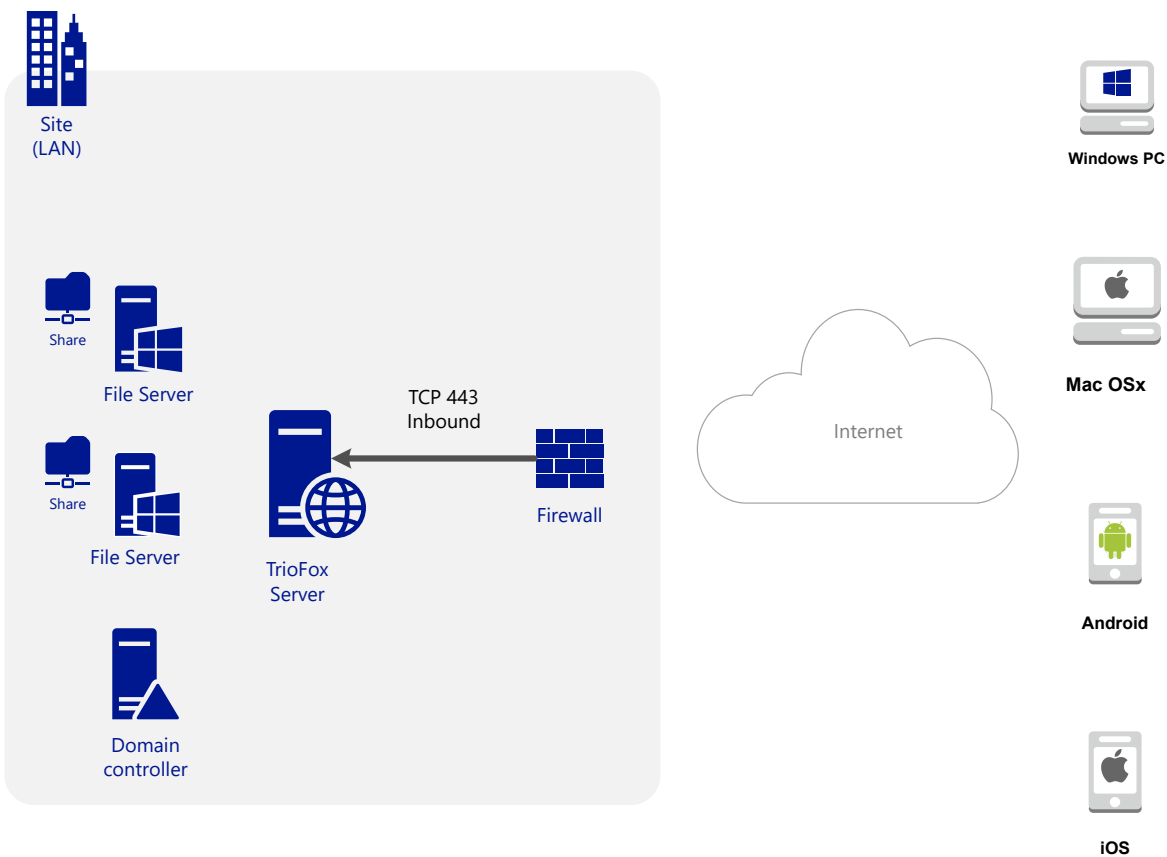 Site
(LAN)
Share
File Server
Share
File Server
Domain
controller
TrioFox
Server
TCP 443
Inbound
Firewall
Internet
Windows PC
Mac OSx
Android
iOS